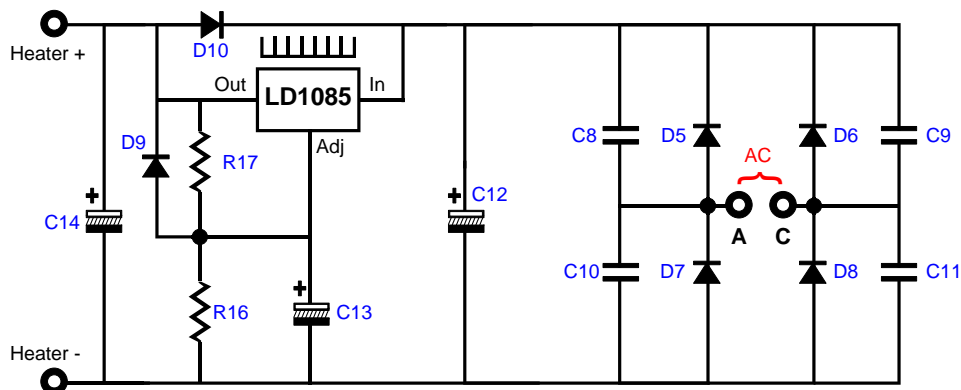 Heater +
D10
Out
LD1085
In
Adj
D9
R17
C14
+
C12
+
C8
D5
AC
D6
C9
A
C
C10
D7
D8
C11
R16
+
C13
Heater -